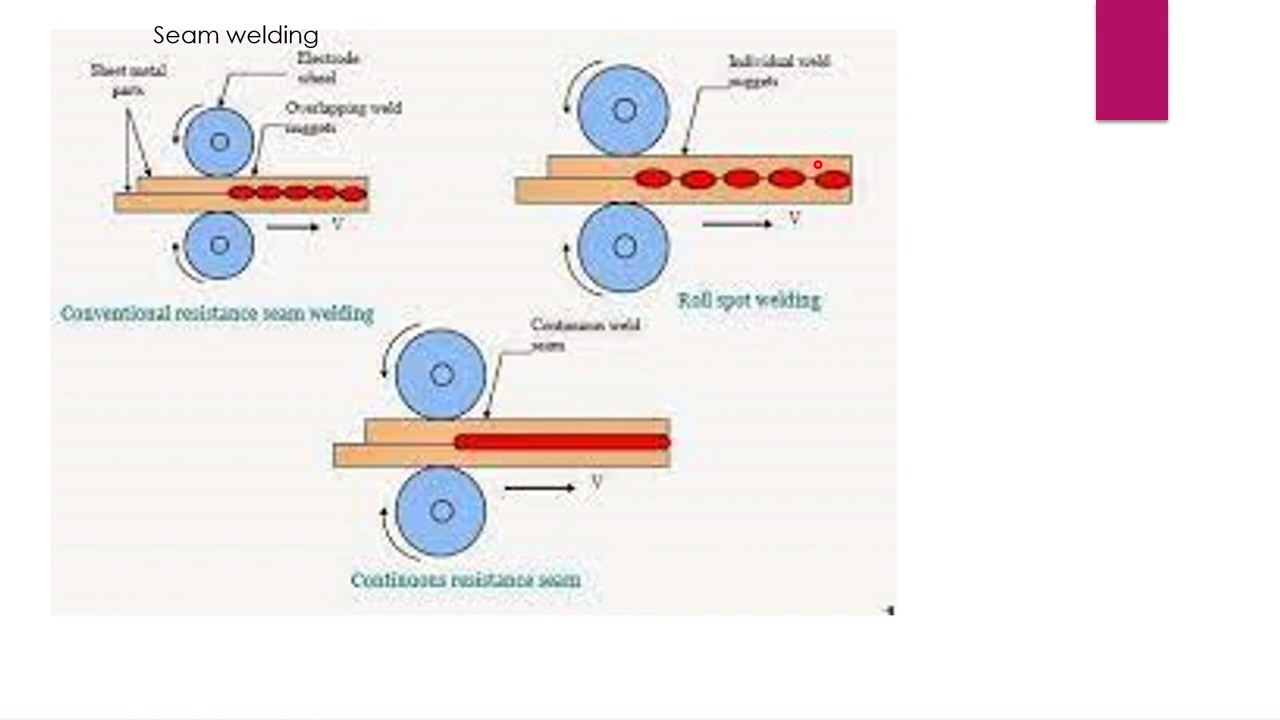 Seam welding
Sheet metal
parts
Electrode
wheel
Overlapping weld
nuggets
V
Conventional resistance seam welding
Individual weld
nuggets
V
Roll spot welding
Continuous weld
seam
V
Continuous resistance seam